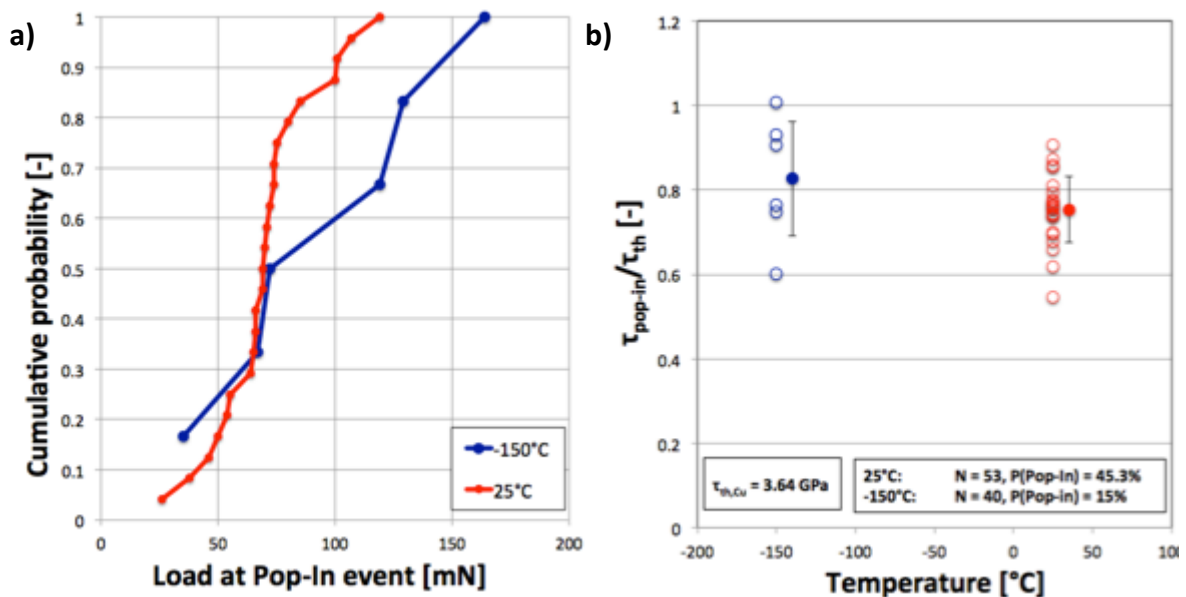 a)
Cumulative probability [-]
1
0.9
0.8
0.7
0.6
0.5
0.4
0.3
0.2
0.1
0
0 50 100 150 200
Load at Pop-In event [mN]
-150°C
25°C
b)
τpop-in/τth [-]
1.2
1
0.8
0.6
0.4
0.2
0
-200 -150 -100 -50 0 50 100
Temperature [°C]
τth,Cu = 3.64 GPa
25°C: N = 53, P(Pop-In) = 45.3%
-150°C: N = 40, P(Pop-in) = 15%